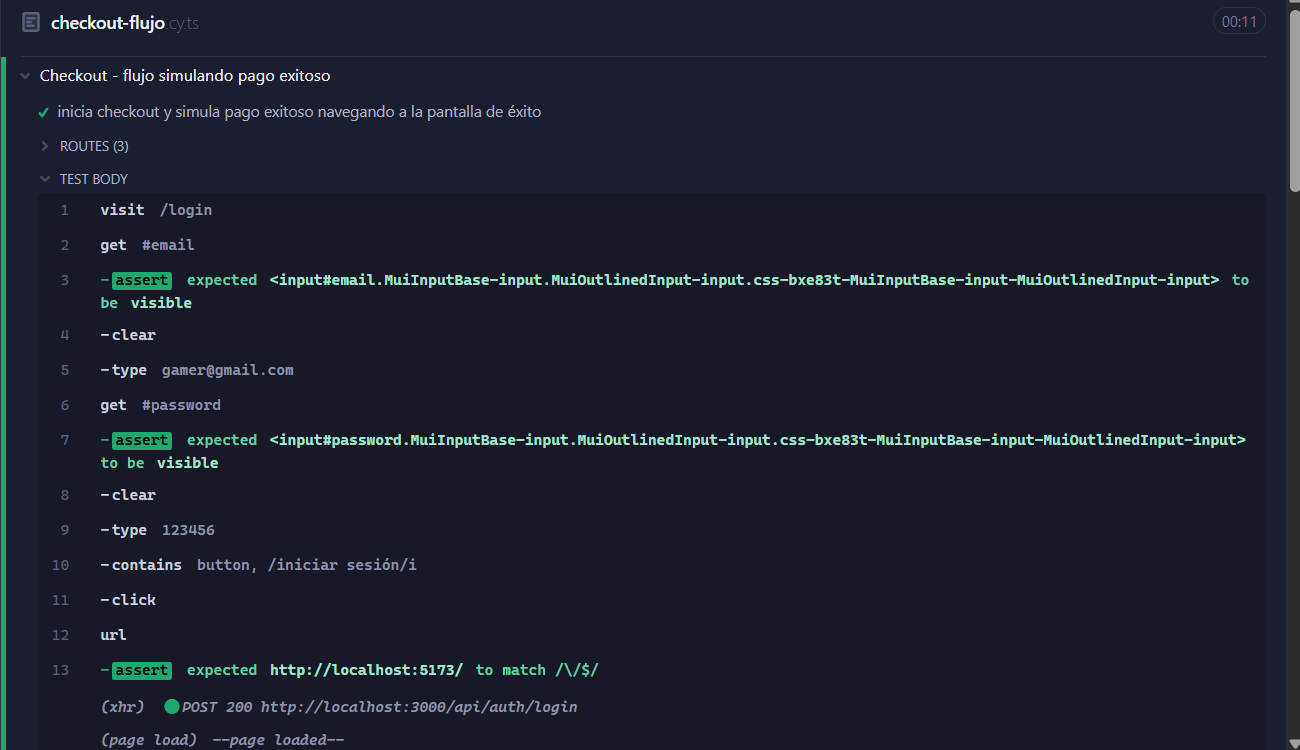 checkout-flujo.cy.ts
00:11
Checkout - flujo simulando pago exitoso
inicia checkout y simula pago exitoso navegando a la pantalla de éxito
ROUTES (3)
TEST BODY
1 visit /login
2 get #email
3 -assert expected <input#email.MuiInputBase-input.MuiOutlinedInput-input.css-bxe83t-MuiInputBase-input-MuiOutlinedInput-input> to
be visible
4 -clear
5 -type gamer@gmail.com
6 get #password
7 -assert expected <input#password.MuiInputBase-input.MuiOutlinedInput-input.css-bxe83t-MuiInputBase-input-MuiOutlinedInput-input>
to be visible
8 -clear
9 -type 123456
10 -contains button, /iniciar sesión/i
11 -click
12 url
13 -assert expected http://localhost:5173/ to match /\/$/
(xhr) POST 200 http://localhost:3000/api/auth/login
(page load) --page loaded--